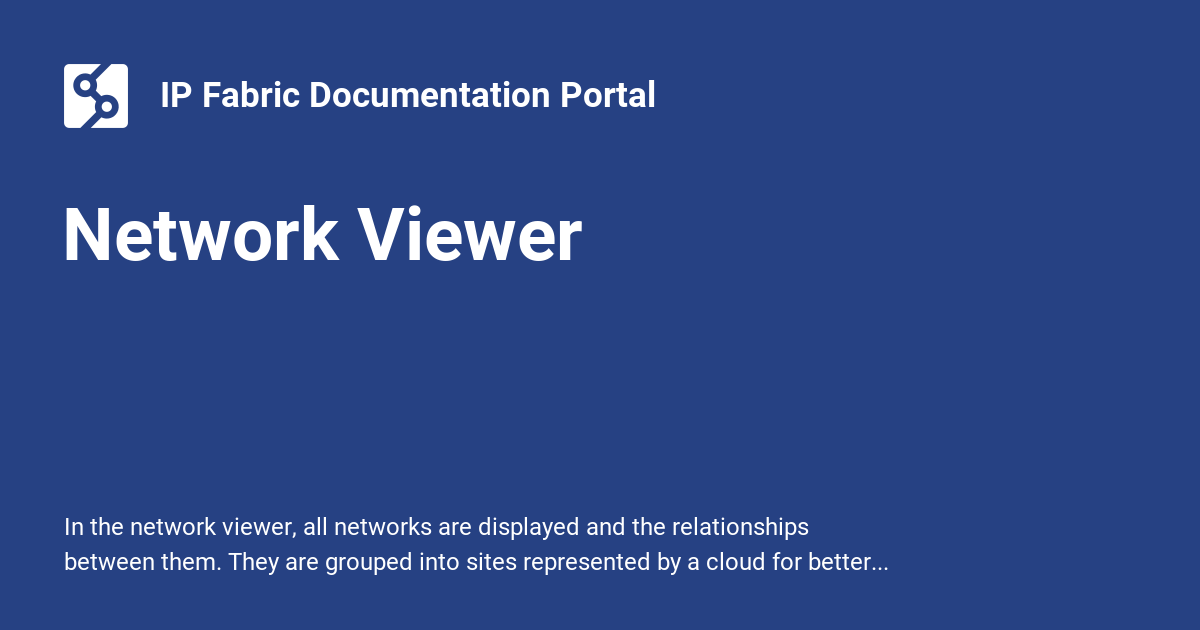 IP Fabric Documentation Portal
Network Viewer
In the network viewer, all networks are displayed and the relationships
between them. They are grouped into sites represented by a cloud for better...